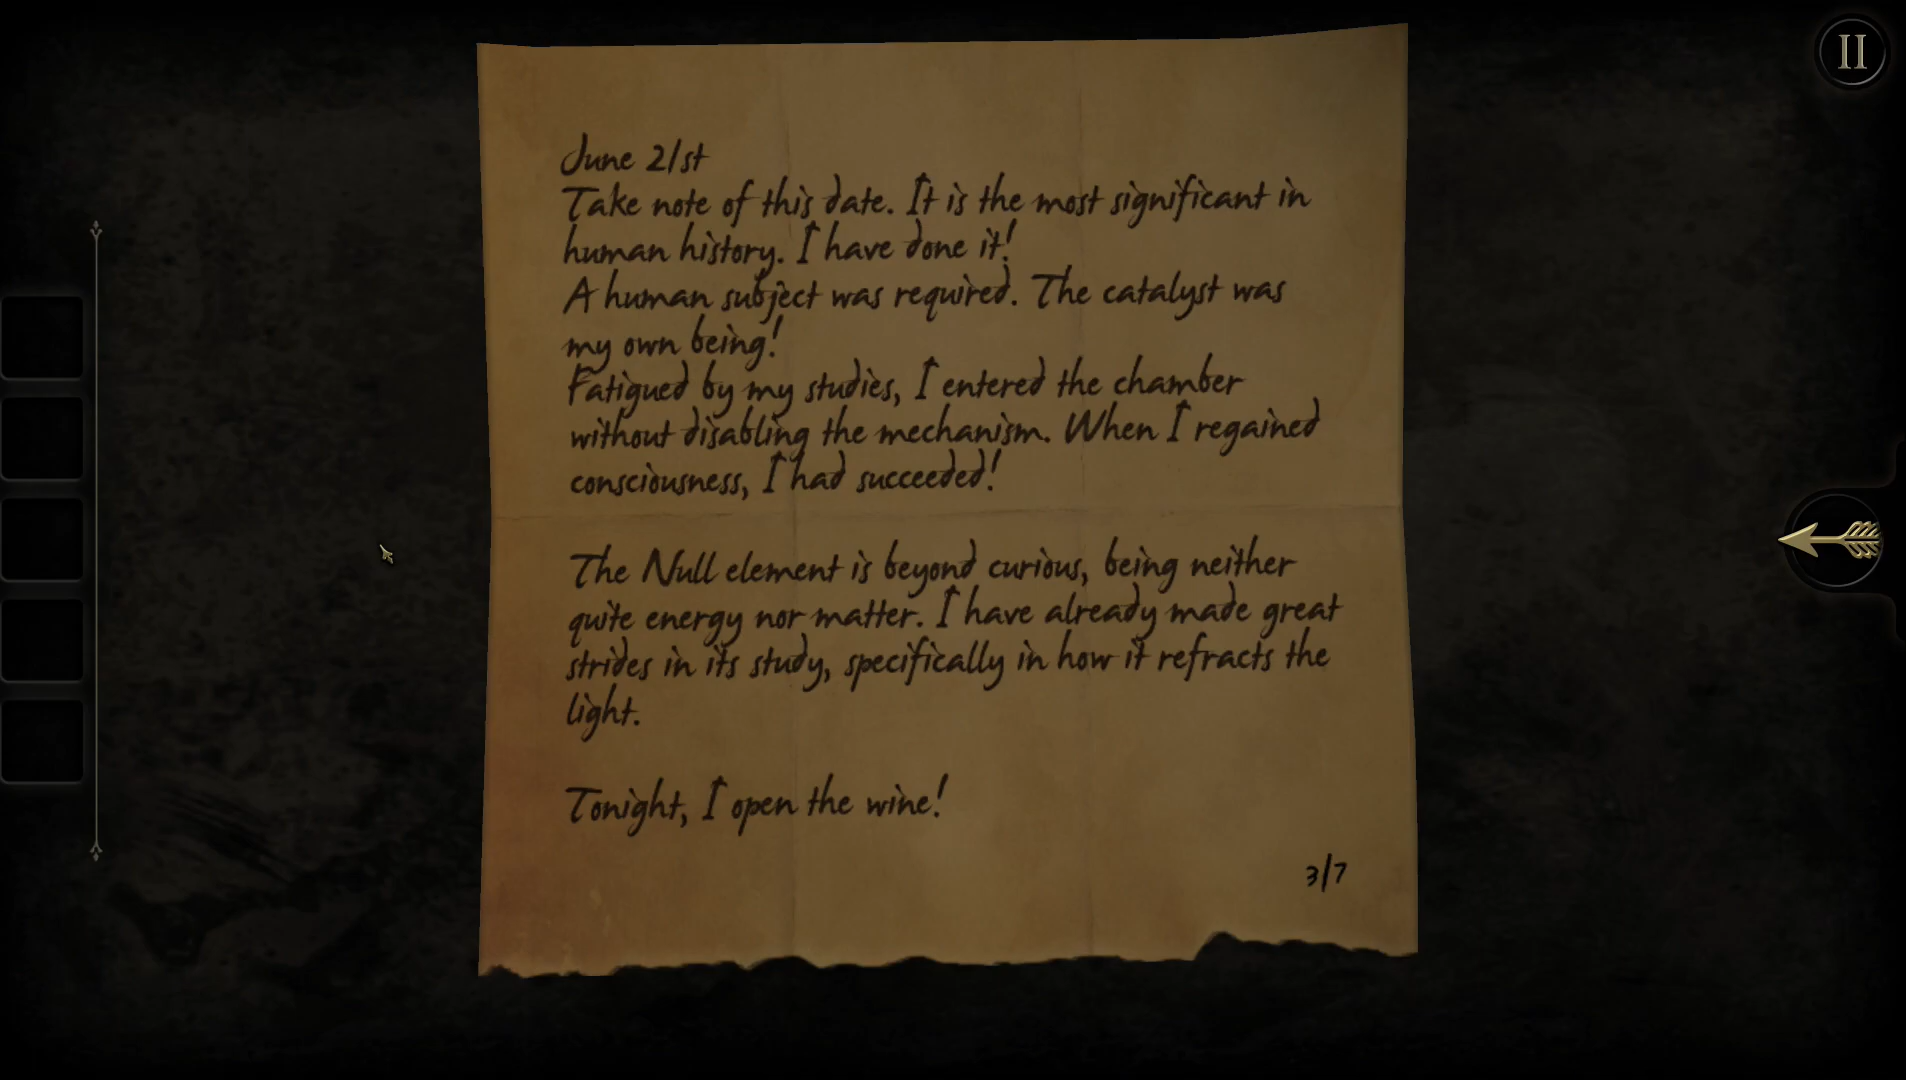 II
June 21st
Take note of this date. It is the most significant in
human history. I have done it!
A human subject was required. The catalyst was
my own being!
Fatigued by my studies, I entered the chamber
without disabling the mechanism. When I regained
consciousness, I had succeeded!
The Null element is beyond curious, being neither
quite energy nor matter. I have already made great
strides in its study, specifically in how it refracts the
light.
Tonight, I open the wine!
3/7